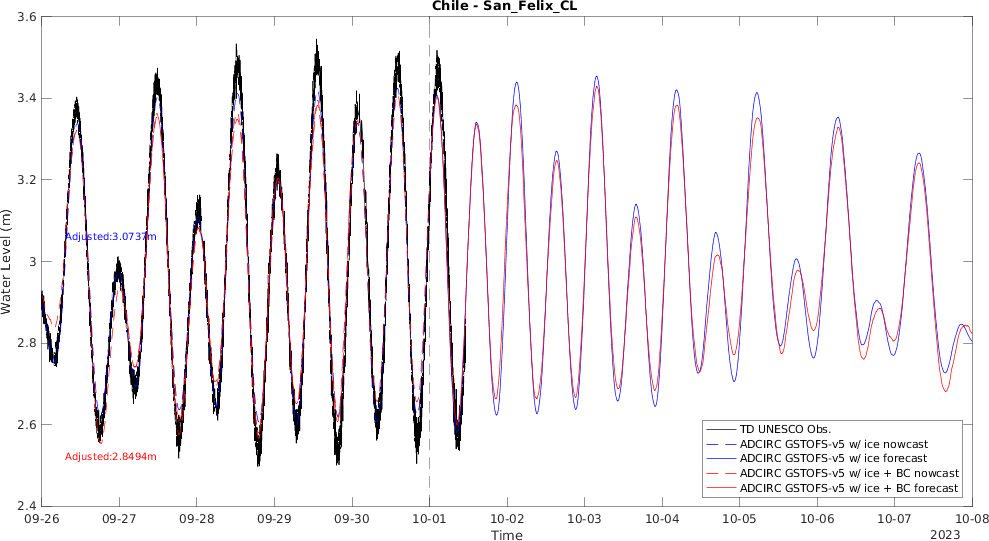 Chile - San_Felix_CL
3.6
3.4
3.2
3
2.8
2.6
2.4
Water Level (m)
Adjusted:3.0737m
Adjusted:2.8494m
TD UNESCO Obs.
ADCIRC GSTOFS-v5 w/ ice nowcast
ADCIRC GSTOFS-v5 w/ ice forecast
ADCIRC GSTOFS-v5 w/ ice + BC nowcast
ADCIRC GSTOFS-v5 w/ ice + BC forecast
09-26 09-27 09-28 09-29 09-30 10-01 10-02 10-03 10-04 10-05 10-06 10-07 10-08
Time
2023